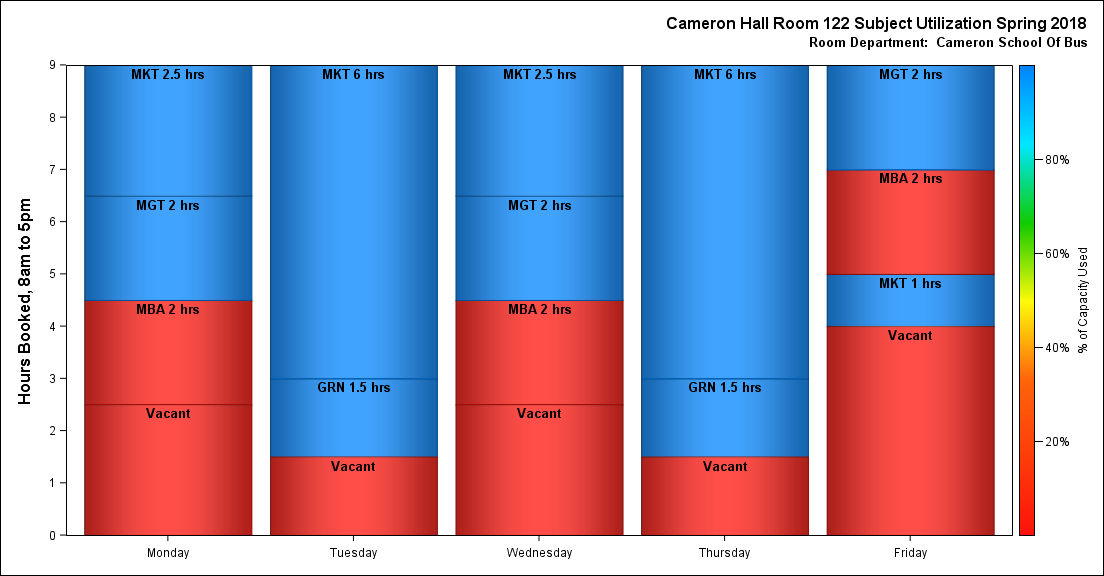 Cameron Hall Room 122 Subject Utilization Spring 2018
Room Department:  Cameron School Of Bus
Hours Booked, 8am to 5pm
9
8
7
6
5
4
3
2
1
0
MKT 2.5 hrs
MGT 2 hrs
MBA 2 hrs
Vacant
MKT 6 hrs
GRN 1.5 hrs
Vacant
MKT 2.5 hrs
MGT 2 hrs
MBA 2 hrs
Vacant
MKT 6 hrs
GRN 1.5 hrs
Vacant
MGT 2 hrs
MBA 2 hrs
MKT 1 hrs
Vacant
Monday
Tuesday
Wednesday
Thursday
Friday
80%
60%
40%
20%
% of Capacity Used